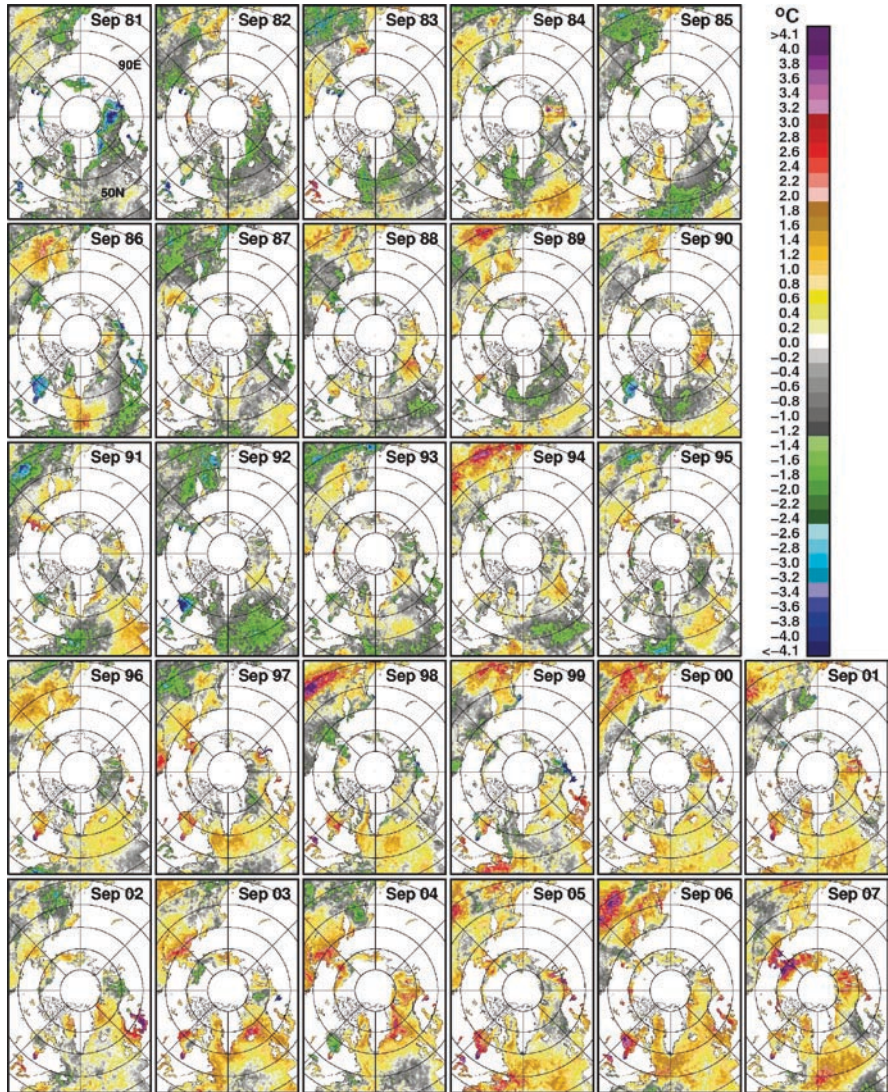 Sep 81
Sep 82
Sep 83
Sep 84
Sep 85
90E
50N
Sep 86
Sep 87
Sep 88
Sep 89
Sep 90
Sep 91
Sep 92
Sep 93
Sep 94
Sep 95
Sep 96
Sep 97
Sep 98
Sep 99
Sep 00
Sep 01
Sep 02
Sep 03
Sep 04
Sep 05
Sep 06
Sep 07
°C
>4.1
4.0
3.8
3.6
3.4
3.2
3.0
2.8
2.6
2.4
2.2
2.0
1.8
1.6
1.4
1.2
1.0
0.8
0.6
0.4
0.2
0.0
−0.2
−0.4
−0.6
−0.8
−1.0
−1.2
−1.4
−1.6
−1.8
−2.0
−2.2
−2.4
−2.6
−2.8
−3.0
−3.2
−3.4
−3.6
−3.8
−4.0
<−4.1